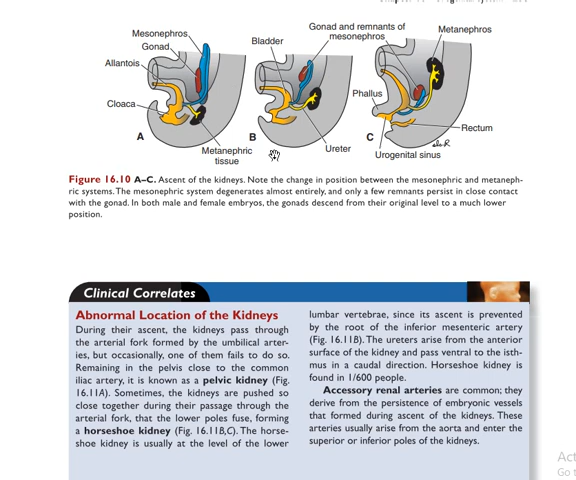 Mesonephros
Gonad
Allantois
Cloaca
A
Metanephric
tissue
Bladder
B
Ureter
Gonad and remnants of
mesonephros
Metanephros
Phallus
C
Rectum
Urogenital sinus
Figure 16.10 A–C. Ascent of the kidneys. Note the change in position between the mesonephric and metaneph-
ric systems. The mesonephric system degenerates almost entirely, and only a few remnants persist in close contact
with the gonad. In both male and female embryos, the gonads descend from their original level to a much lower
position.
Clinical Correlates
Abnormal Location of the Kidneys
During their ascent, the kidneys pass through
the arterial fork formed by the umbilical arter-
ies, but occasionally, one of them fails to do so.
Remaining in the pelvis close to the common
iliac artery, it is known as a pelvic kidney (Fig.
16.11A). Sometimes, the kidneys are pushed so
close together during their passage through the
arterial fork, that the lower poles fuse, forming
a horseshoe kidney (Fig. 16.11B,C). The horse-
shoe kidney is usually at the level of the lower
lumbar vertebrae, since its ascent is prevented
by the root of the inferior mesenteric artery
(Fig. 16.11B). The ureters arise from the anterior
surface of the kidney and pass ventral to the isth-
mus in a caudal direction. Horseshoe kidney is
found in 1/600 people.
Accessory renal arteries are common; they
derive from the persistence of embryonic vessels
that formed during ascent of the kidneys. These
arteries usually arise from the aorta and enter the
superior or inferior poles of the kidneys.
Act
Go t